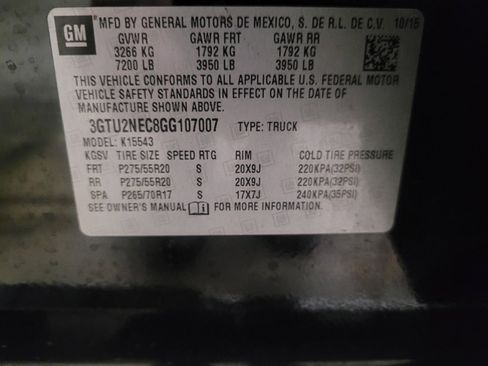 GM MFD BY GENERAL MOTORS DE MEXICO, S. DE R.L. DE C.V. 10/15
GVWR GAWR FRT GAWR RR
3266 KG 1792 KG 1792 KG
7200 LB 3950 LB 3950 LB
THIS VEHICLE CONFORMS TO ALL APPLICABLE U.S. FEDERAL MOTOR
VEHICLE SAFETY STANDARDS IN EFFECT ON THE DATE OF
MANUFACTURE SHOWN ABOVE.
3GTU2NEC8GG107007 TYPE: TRUCK
MODEL: K15543
KGSV TIRE SIZE SPEED RTG RIM COLD TIRE PRESSURE
FRT P275/55R20 S 20X9J 220KPA(32PSI)
RR P275/55R20 S 20X9J 220KPA(32PSI)
SPA P265/70R17 S 17X7J 240KPA(35PSI)
SEE OWNER'S MANUAL FOR MORE INFORMATION.